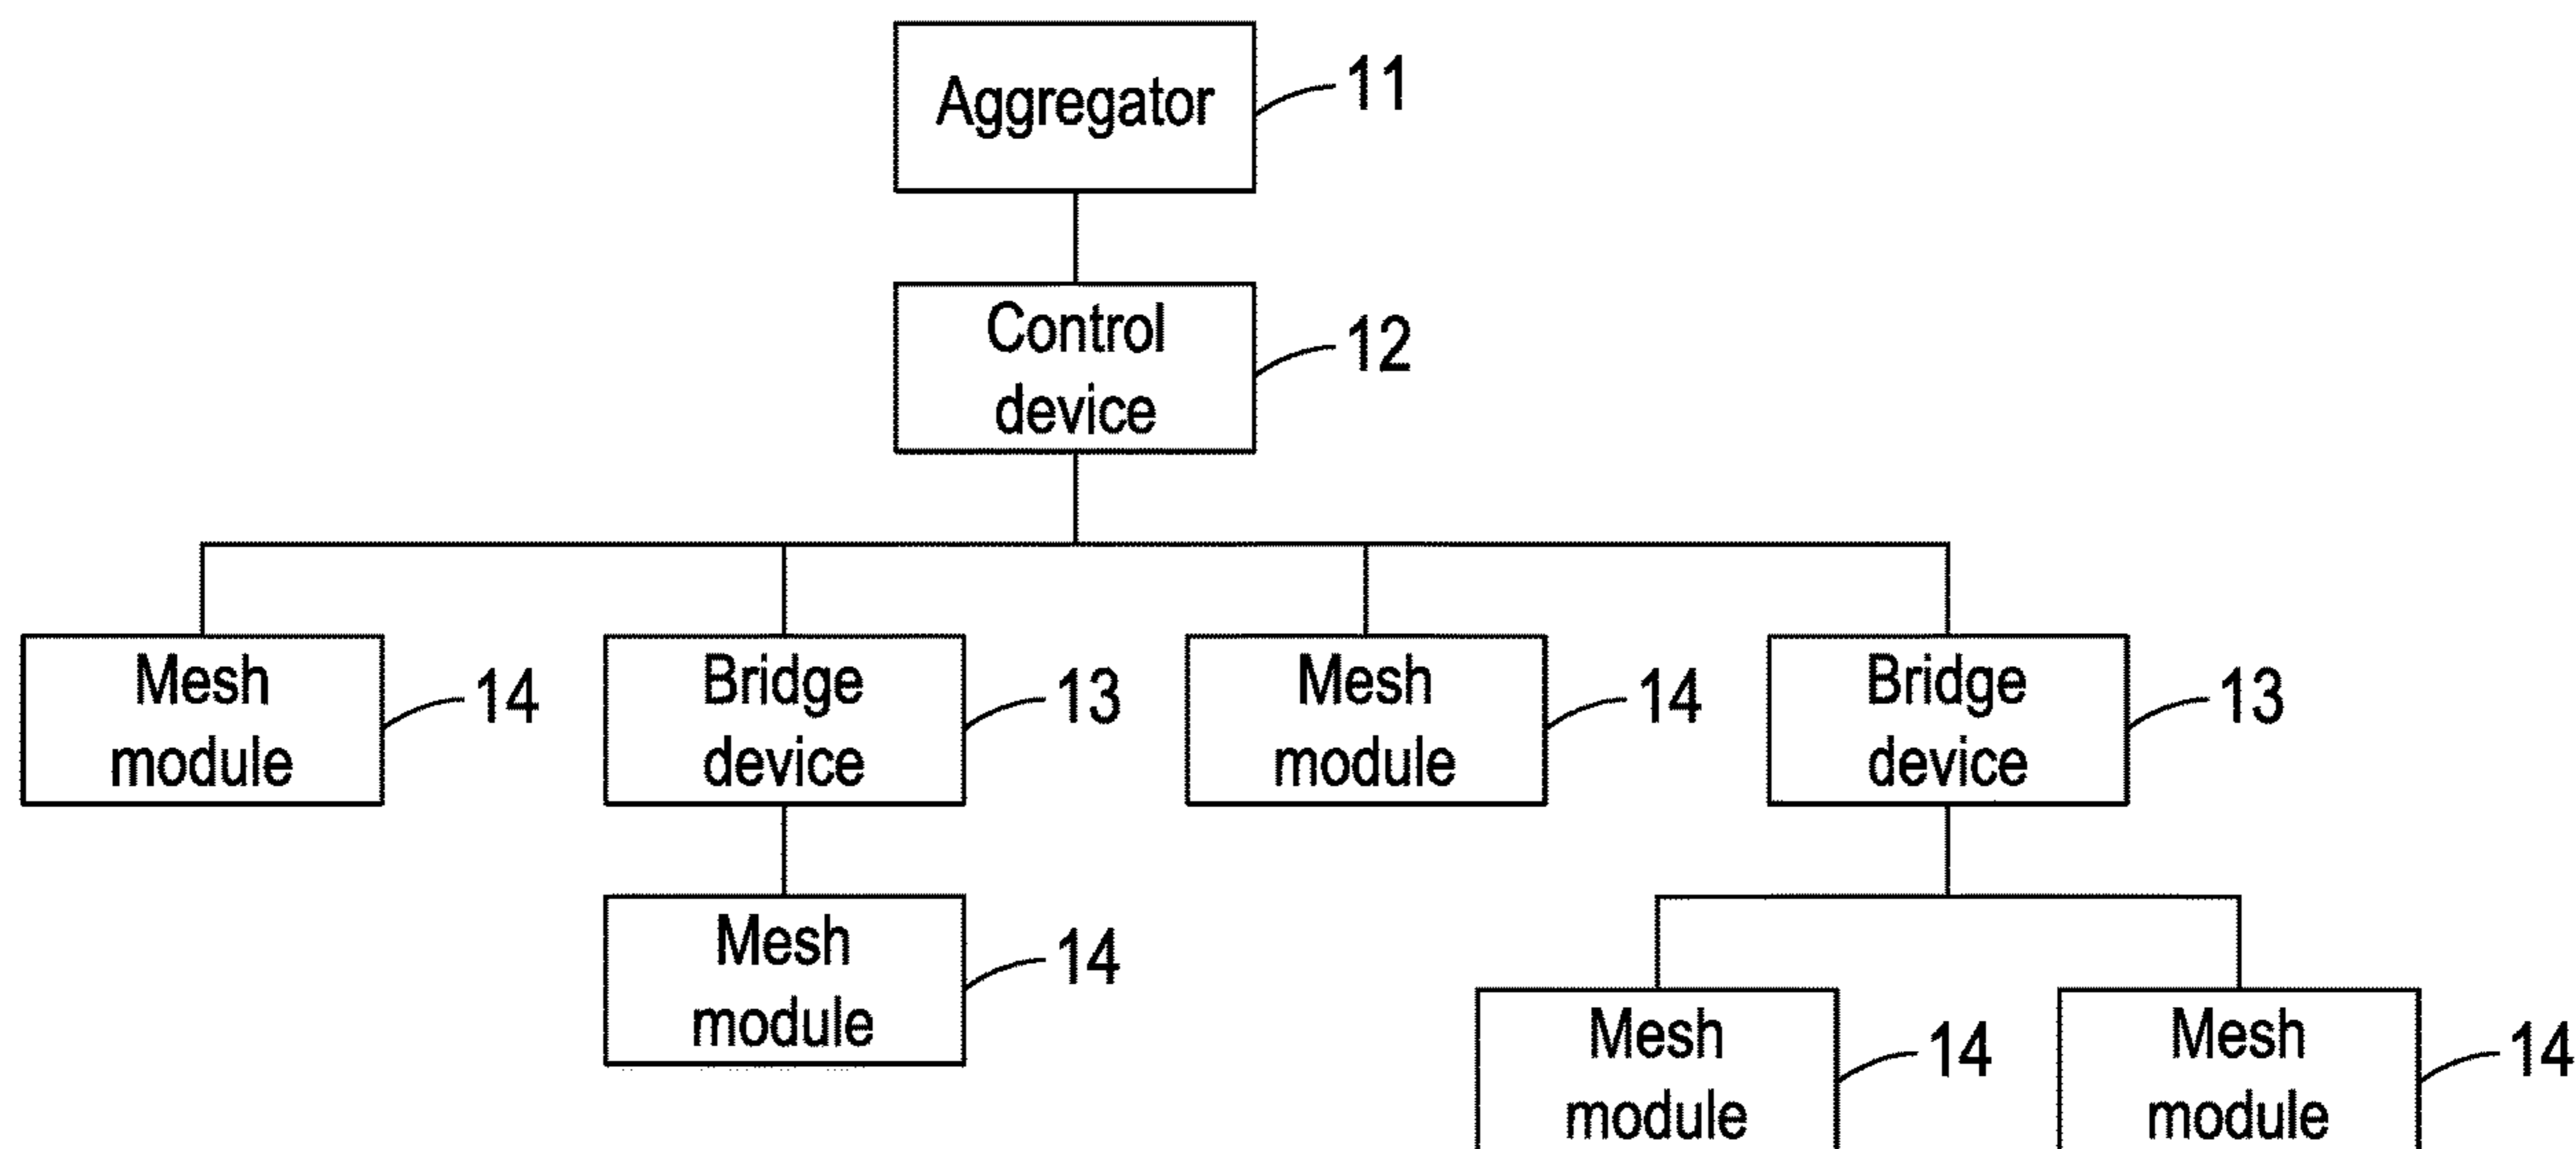 Aggregator
11
Control
device
12
Mesh
module
14
Bridge
device
13
Mesh
module
14
Bridge
device
13
Mesh
module
14
Mesh
module
14
Mesh
module
14